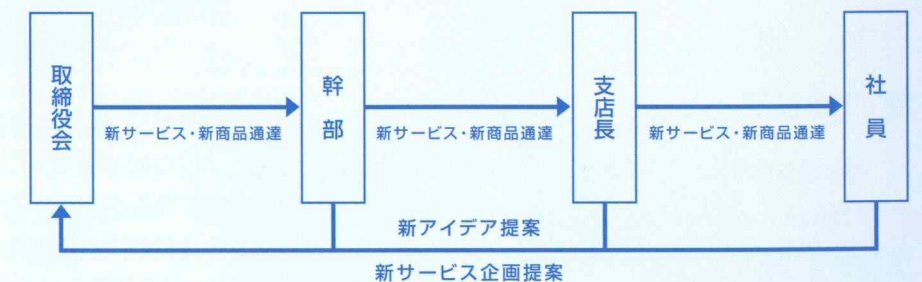 取締役会
幹部
支店長
社員
新サービス・新商品通達
新サービス・新商品通達
新サービス・新商品通達
新アイデア提案
新サービス企画提案